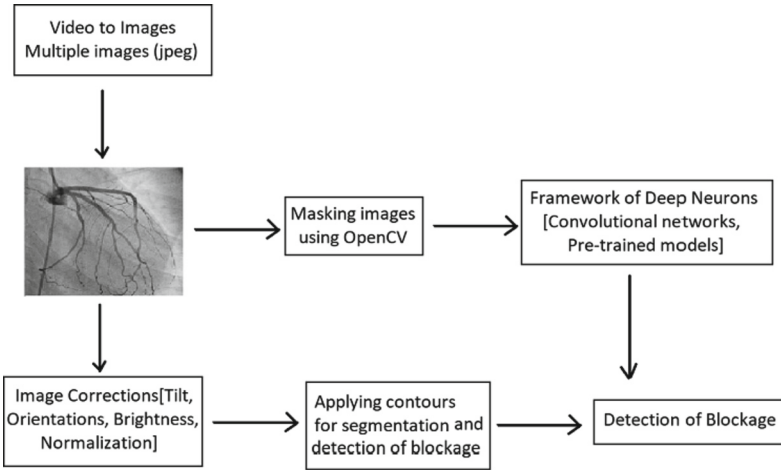 Video to Images
Multiple images (jpeg)
Masking images
using OpenCV
Framework of Deep Neurons
[Convolutional networks,
Pre-trained models]
Image Corrections[Tilt,
Orientations, Brightness,
Normalization]
Applying contours
for segmentation and
detection of blockage
Detection of Blockage